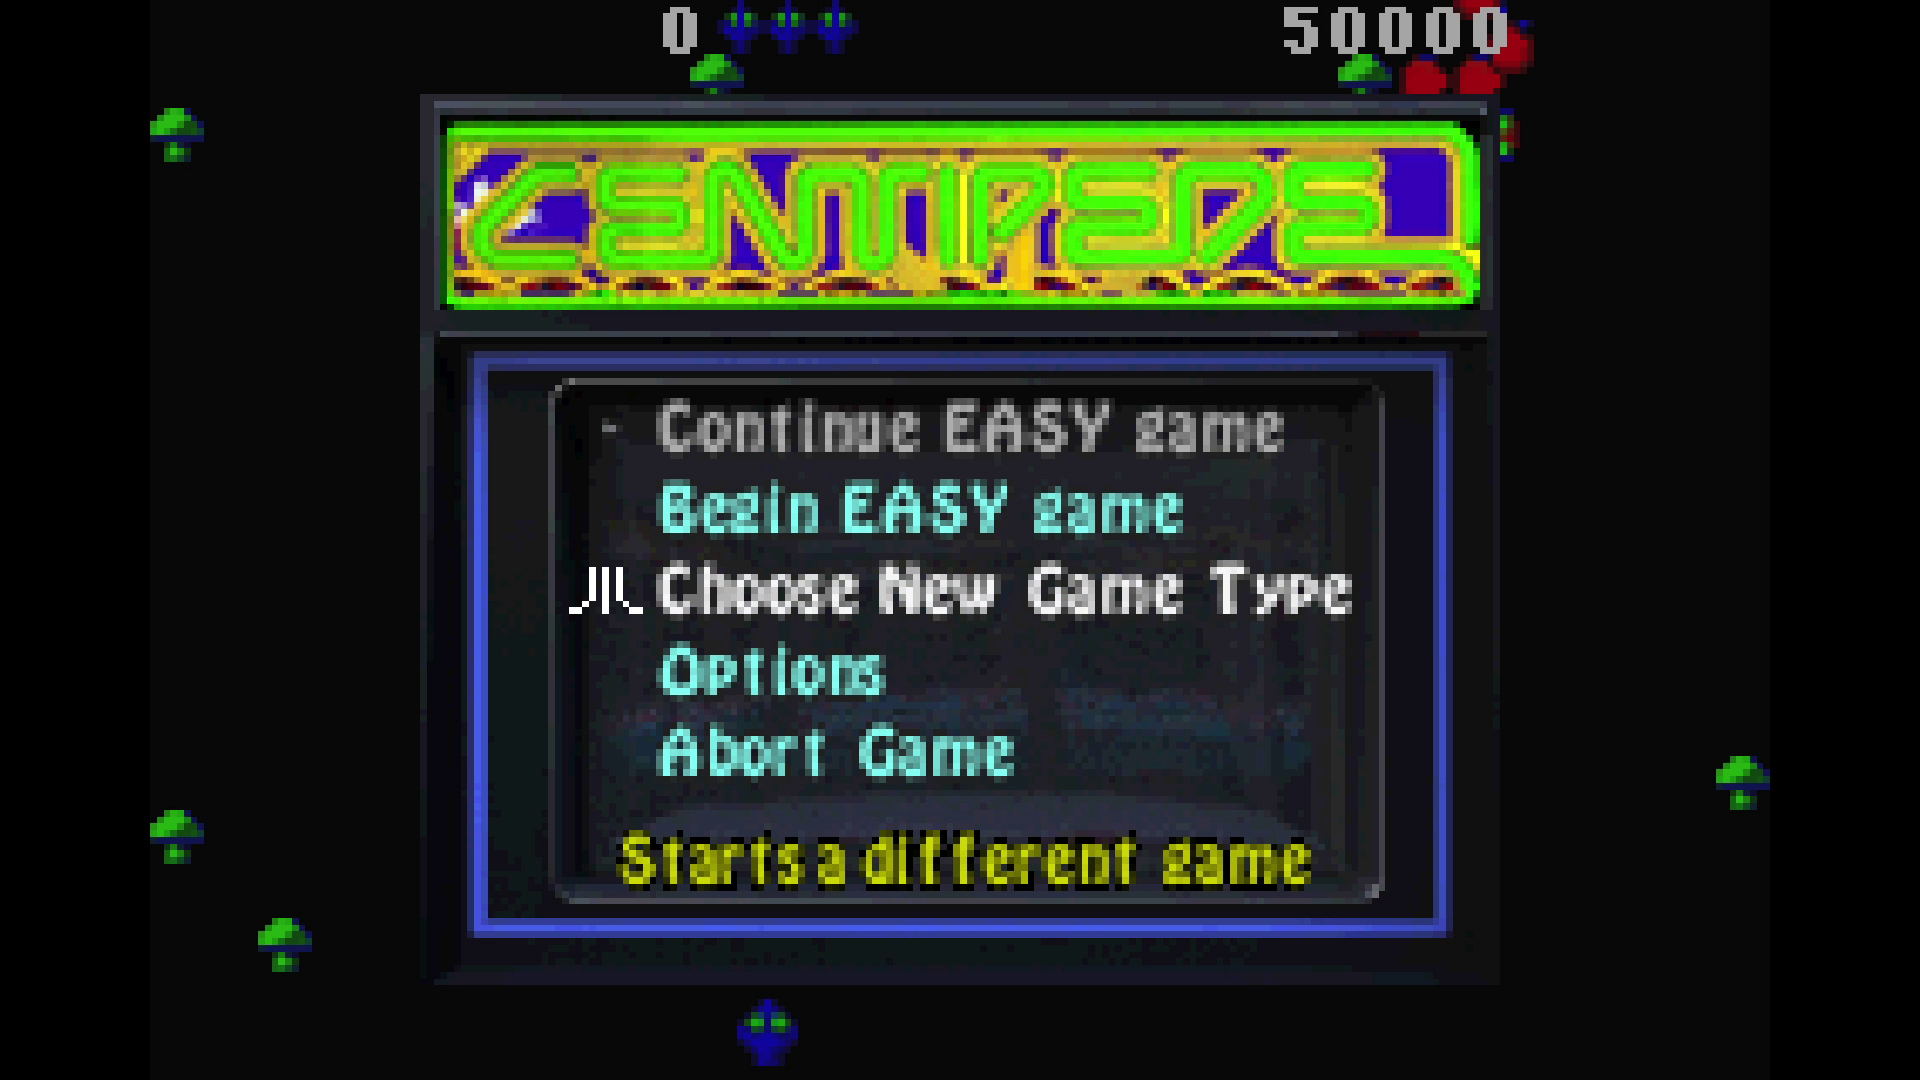 0 50000
CENTIPEDE
Continue EASY game
Begin EASY game
Choose New Game Type
Options
Abort Game
Starts a different game